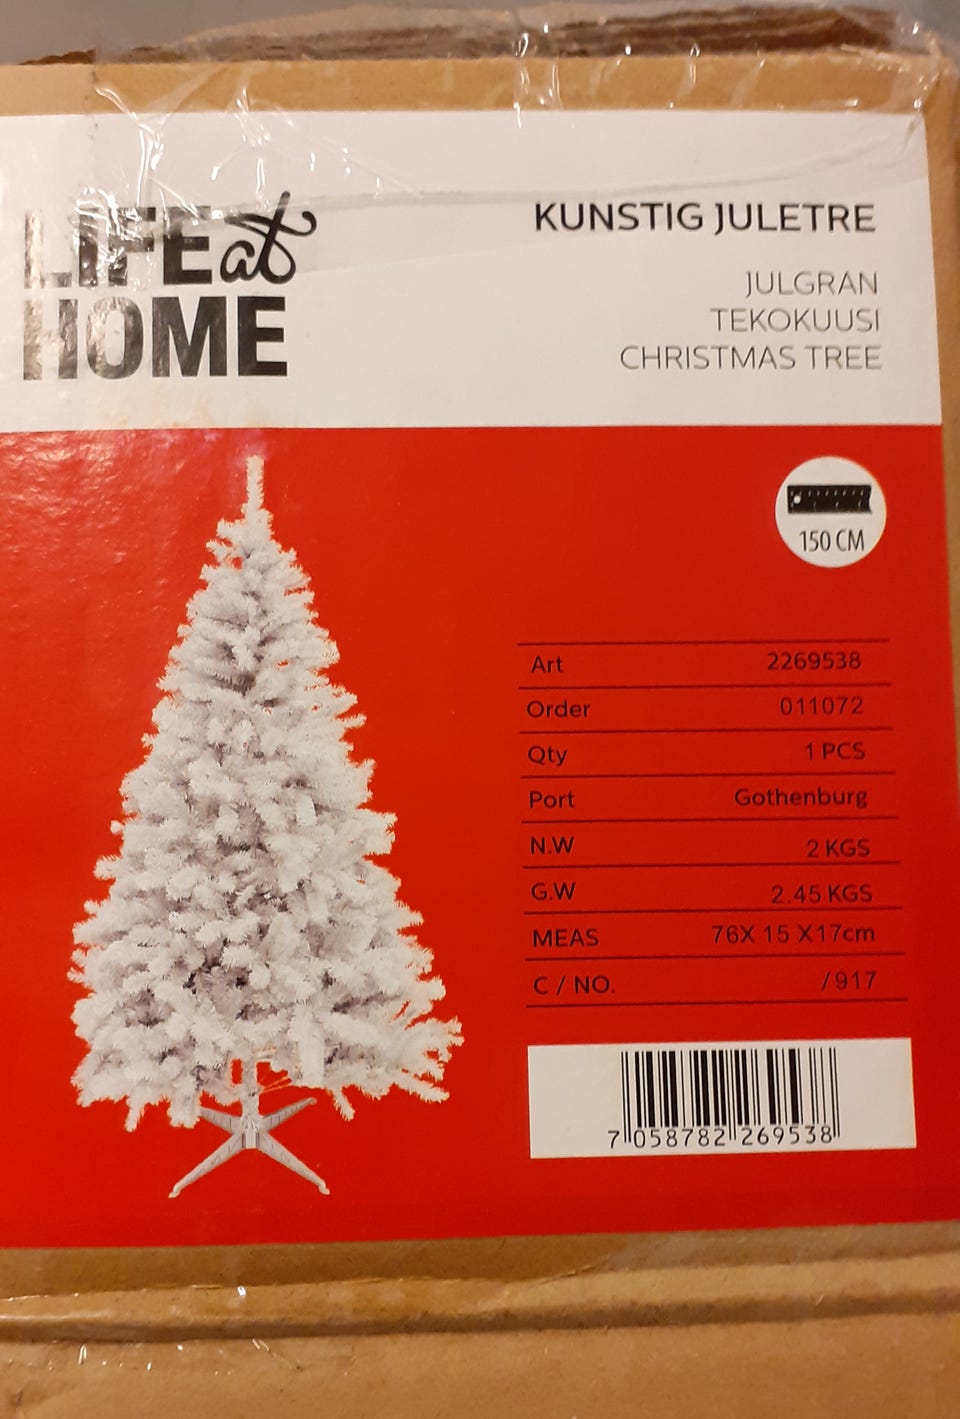 LIFE at
HOME
KUNSTIG JULETRE
JULGRAN
TEKOKUUSI
CHRISTMAS TREE
150 CM
Art 2269538
Order 011072
Qty 1 PCS
Port Gothenburg
N.W 2 KGS
G.W 2.45 KGS
MEAS 76X 15 X17cm
C / NO. / 917
7 058782 269538